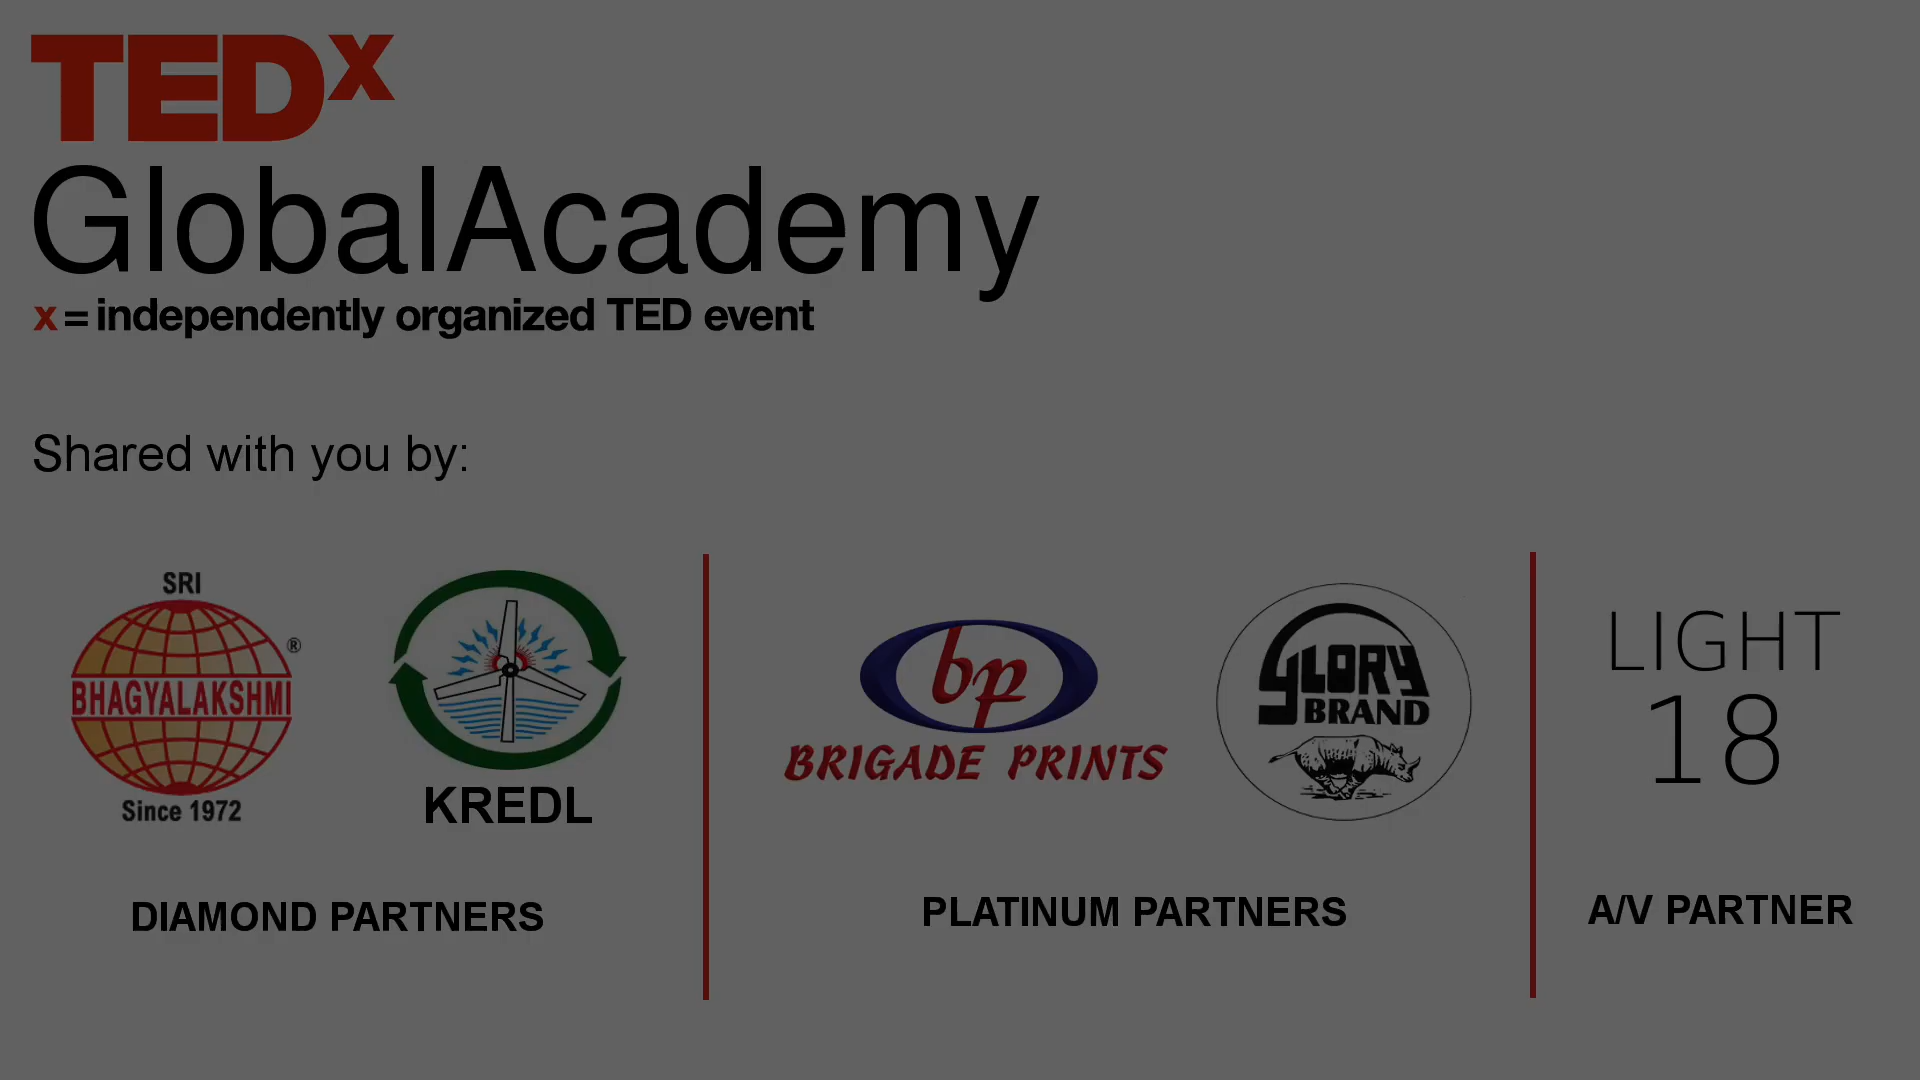 TEDx
GlobalAcademy
x = independently organized TED event
Shared with you by:
SRI
BHAGYALAKSHMI
®
Since 1972
KREDL
DIAMOND PARTNERS
bp
BRIGADE PRINTS
GLORY
BRAND
PLATINUM PARTNERS
LIGHT
18
A/V PARTNER